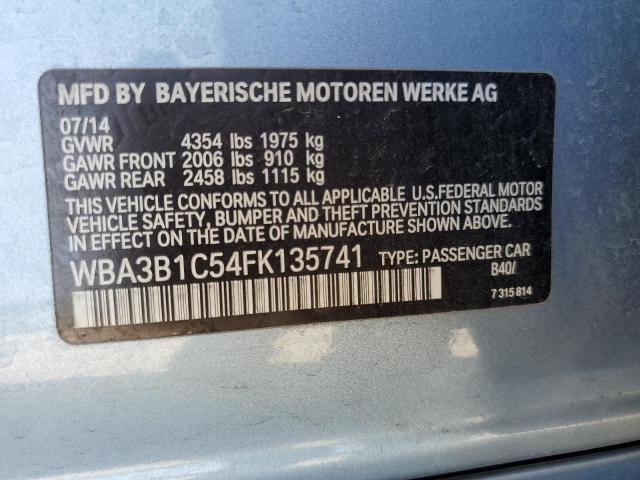 MFD BY BAYERISCHE MOTOREN WERKE AG
07/14
GVWR 4354 lbs 1975 kg
GAWR FRONT 2006 lbs 910 kg
GAWR REAR 2458 lbs 1115 kg
THIS VEHICLE CONFORMS TO ALL APPLICABLE U.S.FEDERAL MOTOR
VEHICLE SAFETY, BUMPER AND THEFT PREVENTION STANDARDS
IN EFFECT ON THE DATE OF MANUFACTURE SHOWN ABOVE.
WBA3B1C54FK135741 TYPE: PASSENGER CAR
B40/
7 315 814